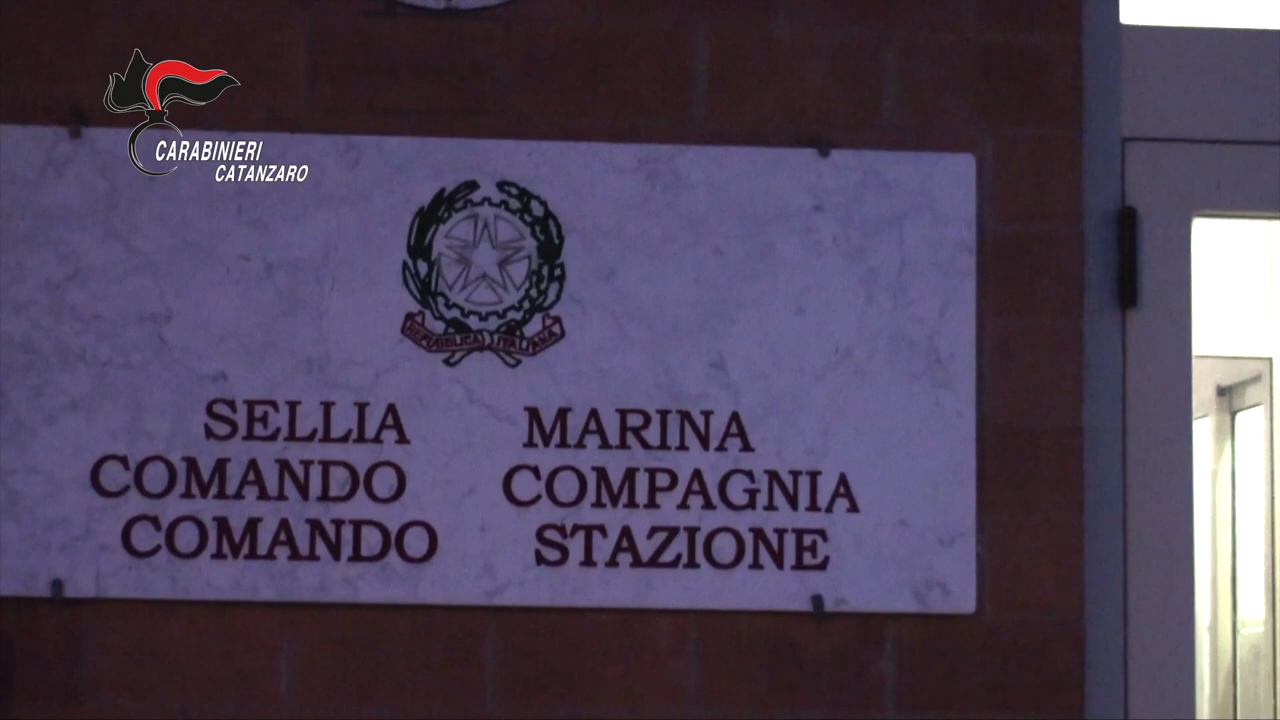 CARABINIERI
CATANZARO
REPUBBLICA ITALIANA
SELLIA MARINA
COMANDO COMPAGNIA
COMANDO STAZIONE